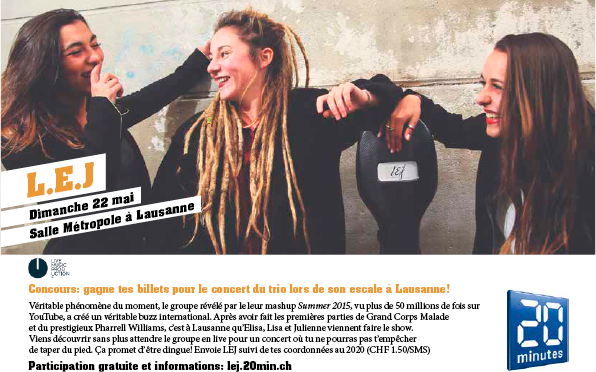 L.E.J
Dimanche 22 mai
Salle Métropole à Lausanne
LEJ
LIVE
MUSIC
PROD
UCTION
Concours: gagne tes billets pour le concert du trio lors de son escale à Lausanne!
Véritable phénomène du moment, le groupe révélé par le leur mashup Summer 2015, vu plus de 50 millions de fois sur
YouTube, a créé un véritable buzz international. Après avoir fait les premières parties de Grand Corps Malade
et du prestigieux Pharrell Williams, c'est à Lausanne qu'Elisa, Lisa et Julienne viennent faire le show.
Viens découvrir sans plus attendre le groupe en live pour un concert où tu ne pourras pas t'empêcher
de taper du pied. Ça promet d'être dingue! Envoie LEJ suivi de tes coordonnées au 2020 (CHF 1.50/SMS)
Participation gratuite et informations: lej.20min.ch
20
minutes